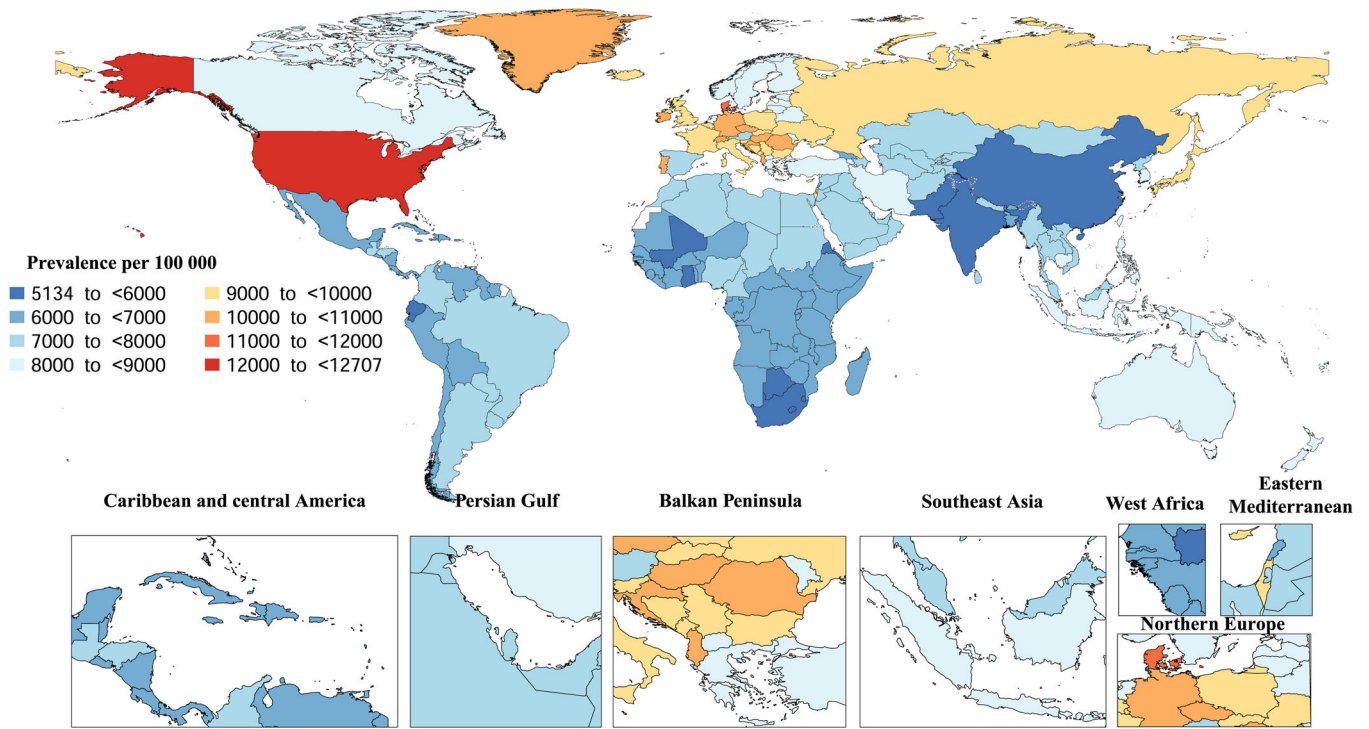 Prevalence per 100 000
5134 to <6000
6000 to <7000
7000 to <8000
8000 to <9000
9000 to <10000
10000 to <11000
11000 to <12000
12000 to <12707
Caribbean and central America
Persian Gulf
Balkan Peninsula
Southeast Asia
West Africa
Eastern
Mediterranean
Northern Europe